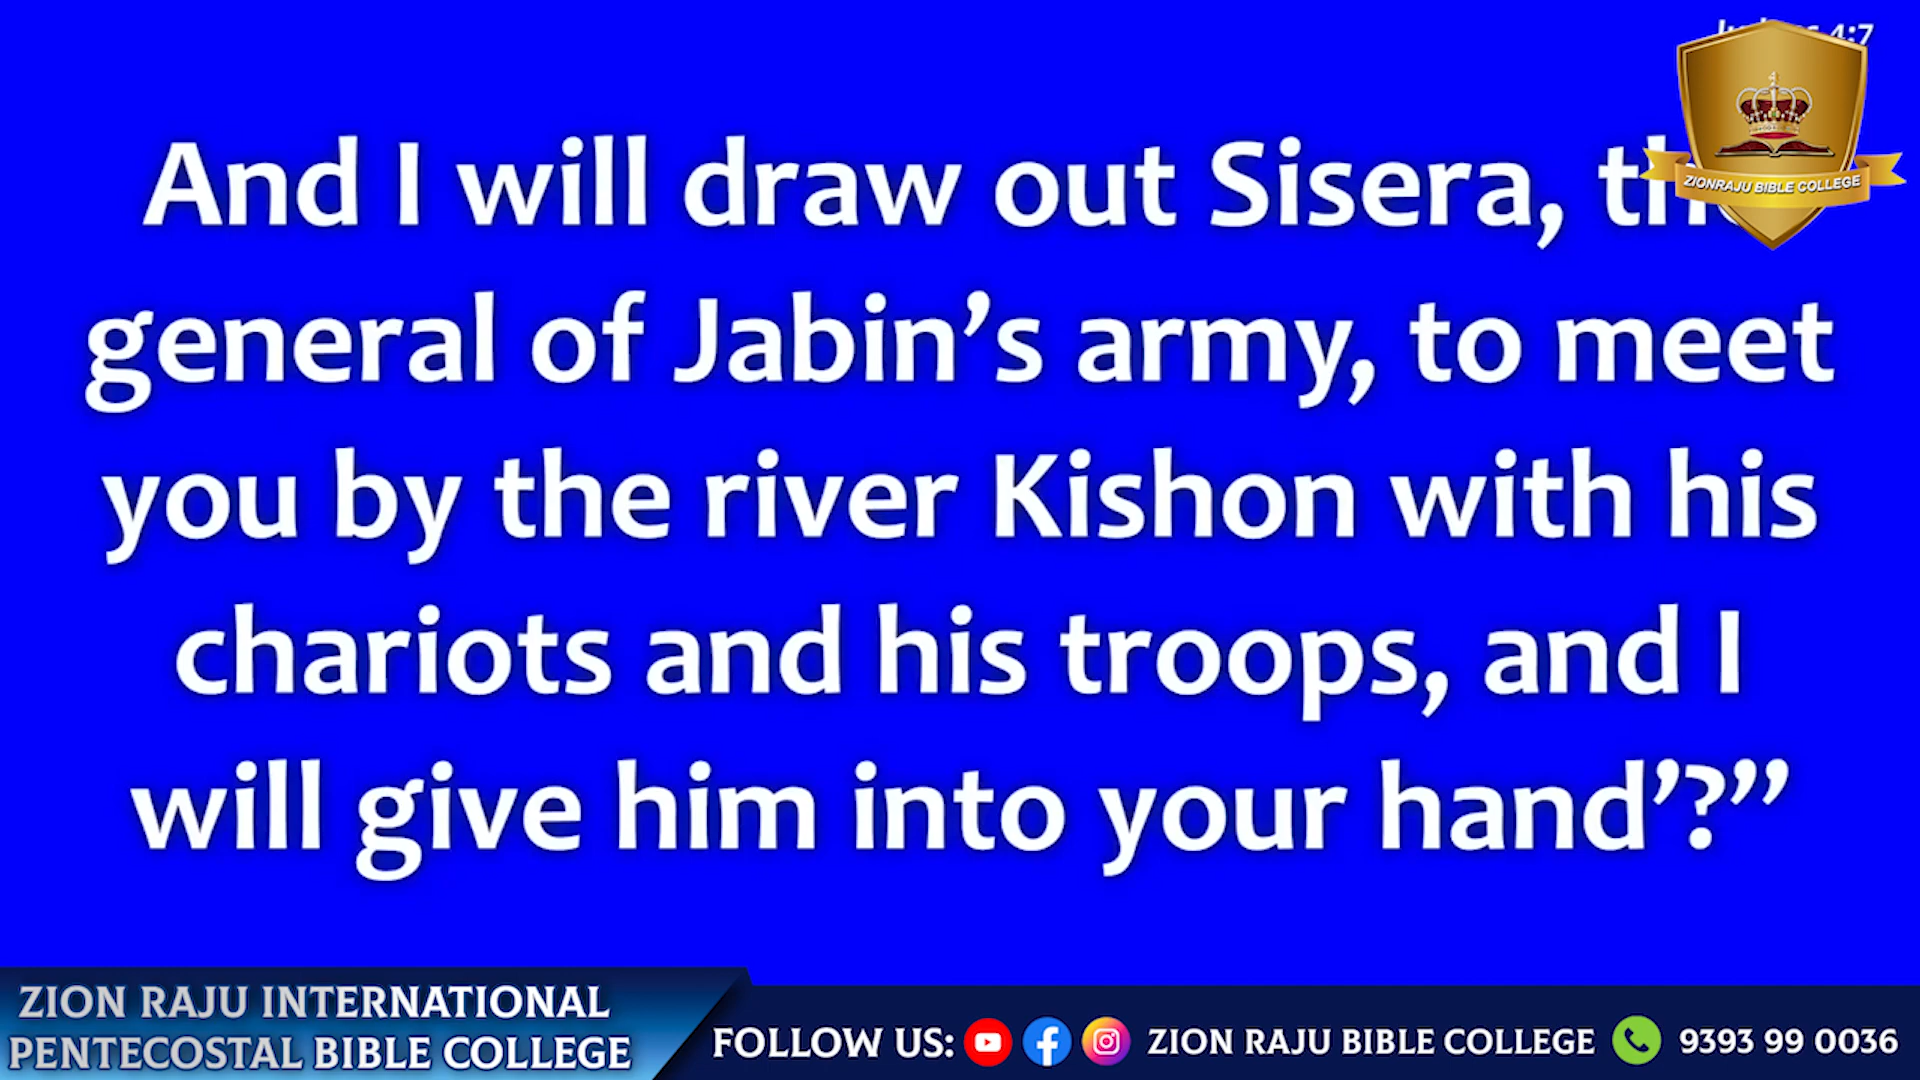 4:7
And I will draw out Sisera,
general of Jabin’s army, to meet
you by the river Kishon with his
chariots and his troops, and I
will give him into your hand’?”
ZIONRAJU BIBLE COLLEGE
ZION RAJU INTERNATIONAL
PENTECOSTAL BIBLE COLLEGE
FOLLOW US: ZION RAJU BIBLE COLLEGE 9393 99 0036